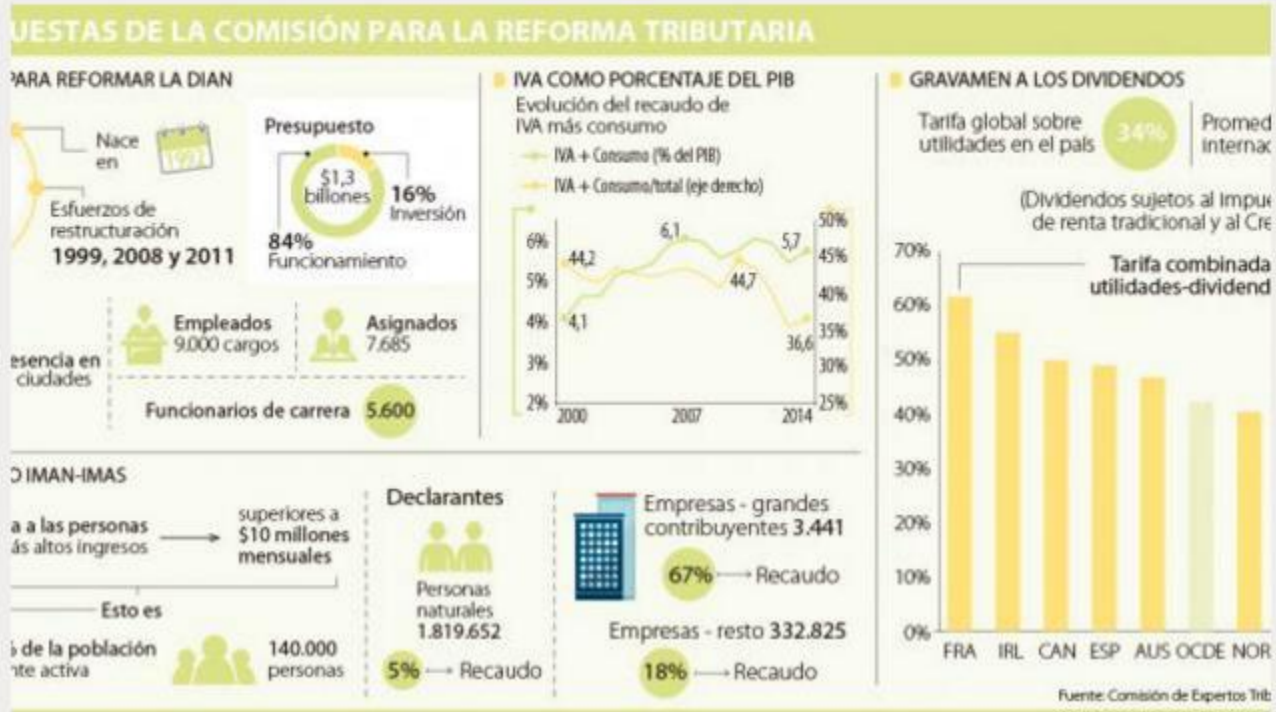 UESTAS DE LA COMISIÓN PARA LA REFORMA TRIBUTARIA
PARA REFORMAR LA DIAN
Nace
en
1992
Esfuerzos de
restructuración
1999, 2008 y 2011
Presupuesto
$1,3
billones
16%
Inversión
84%
Funcionamiento
esencia en
ciudades
Empleados
9.000 cargos
Asignados
7.685
Funcionarios de carrera 5.600
IVA COMO PORCENTAJE DEL PIB
Evolución del recaudo de
IVA más consumo
IVA + Consumo (% del PIB)
IVA + Consumo/total (eje derecho)
6%
5%
4%
3%
2%
50%
45%
40%
35%
30%
25%
44,2
4,1
6,1
44,7
5,7
36,6
2000 2007 2014
GRAVAMEN A LOS DIVIDENDOS
Tarifa global sobre
utilidades en el país
34%
Promed
internac
(Dividendos sujetos al impue
de renta tradicional y al Cre
Tarifa combinada
utilidades-dividend
70%
60%
50%
40%
30%
20%
10%
0%
FRA IRL CAN ESP AUS OCDE NOR
O IMAN-IMAS
a a las personas
ás altos ingresos
superiores a
$10 millones
mensuales
Esto es
% de la población
nte activa
140.000
personas
Declarantes
Personas
naturales
1.819.652
5% Recaudo
Empresas - grandes
contribuyentes 3.441
67% Recaudo
Empresas - resto 332.825
18% Recaudo
Fuente: Comisión de Expertos Trib